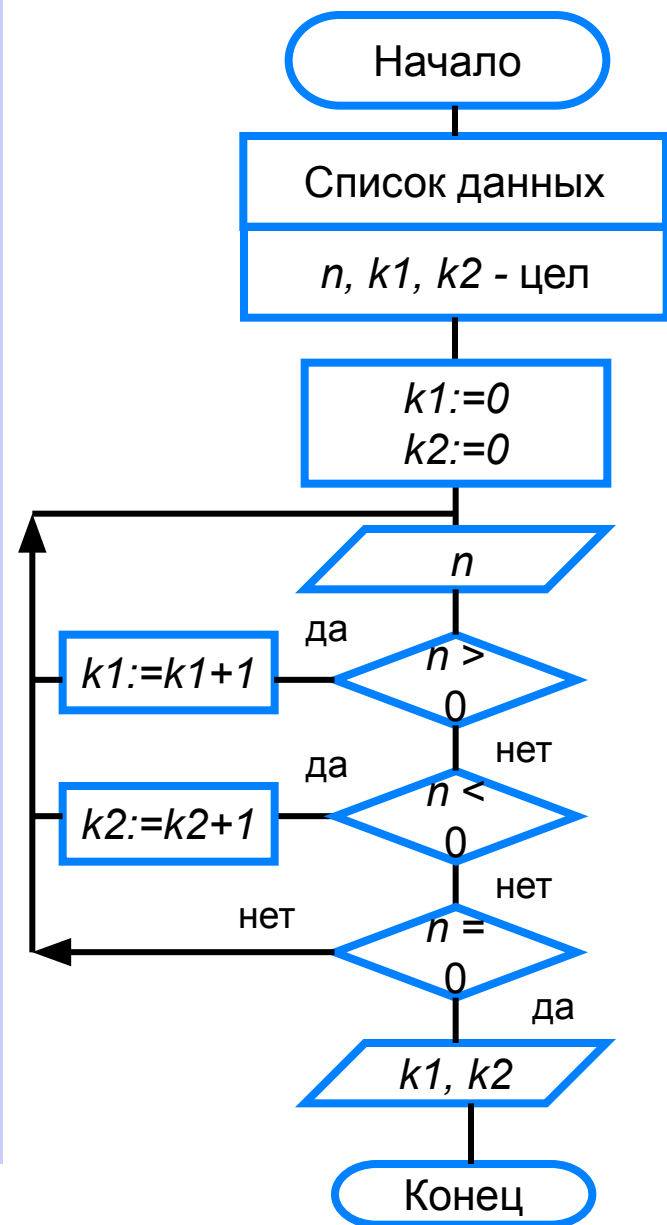 Начало
Список данных
n, k1, k2 - цел
k1:=0
k2:=0
n
да
n >
0
k1:=k1+1
нет
да
n <
0
k2:=k2+1
нет
нет
n =
0
да
k1, k2
Конец